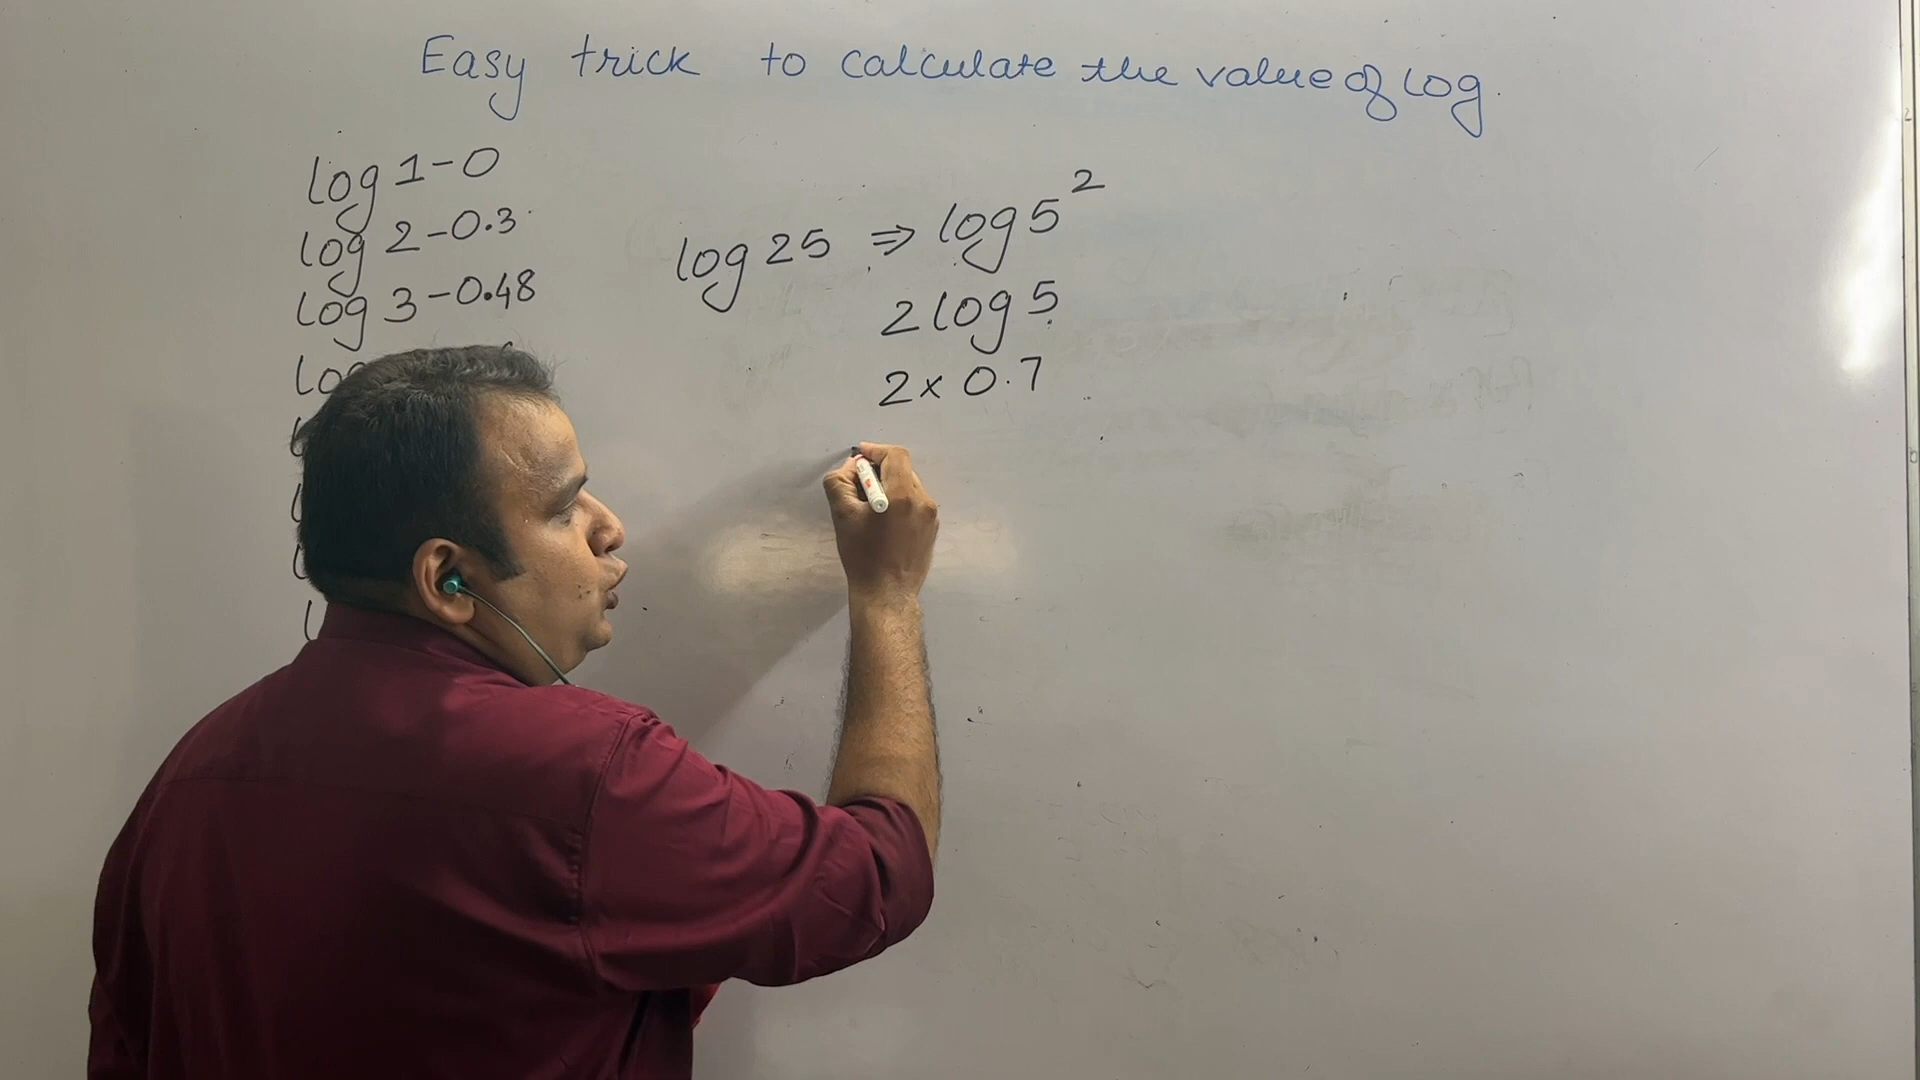 Easy trick to calculate the value of log.
log 1 - 0
log 2 - 0.3
log 3 - 0.48
log 25 ⇒ log 5²
2 log 5
2 x 0.7